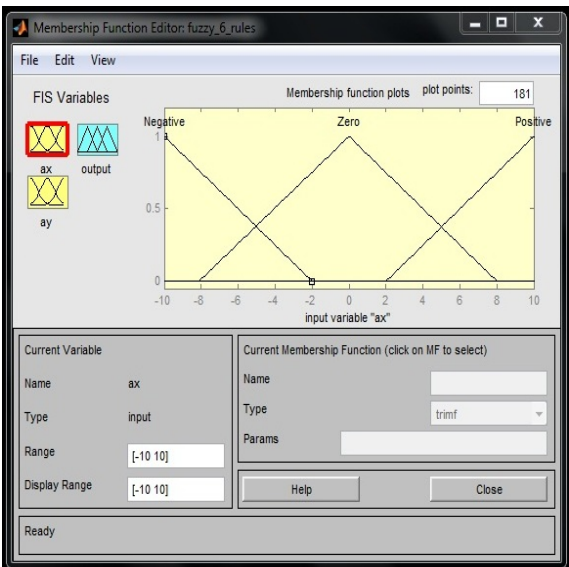 Membership Function Editor: fuzzy_6_rules
File Edit View
FIS Variables
Membership function plots plot points: 181
Negative Zero Positive
ax output
ay
1
0.5
0
-10 -8 -6 -4 -2 0 2 4 6 8 10
input variable "ax"
Current Variable
Name ax
Type input
Range [-10 10]
Display Range [-10 10]
Current Membership Function (click on MF to select)
Name
Type trimf
Params
Help Close
Ready